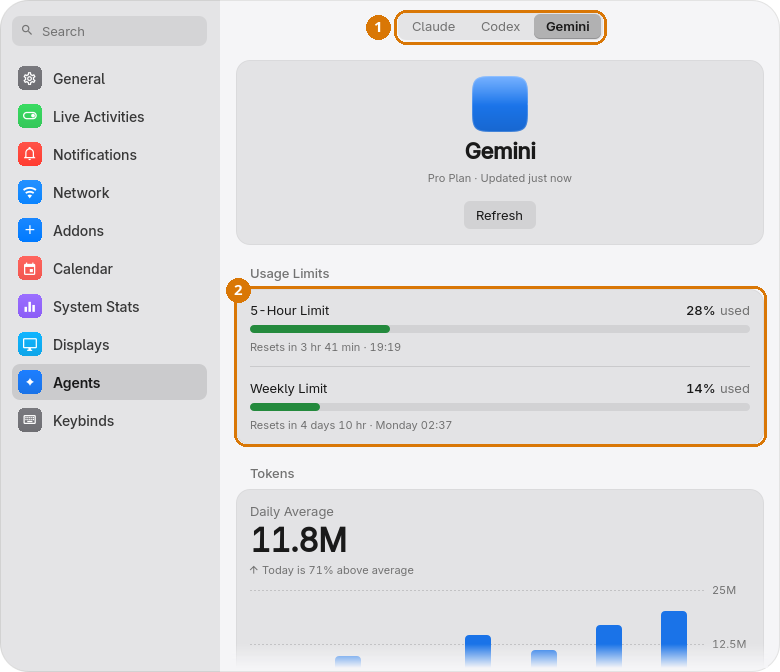 Search
General
Live Activities
Notifications
Network
Addons
Calendar
System Stats
Displays
Agents
Keybinds
1
Claude Codex Gemini
Gemini
Pro Plan · Updated just now
Refresh
Usage Limits
2
5-Hour Limit 28% used
Resets in 3 hr 41 min · 19:19
Weekly Limit 14% used
Resets in 4 days 10 hr · Monday 02:37
Tokens
Daily Average
11.8M
↑ Today is 71% above average
25M
12.5M